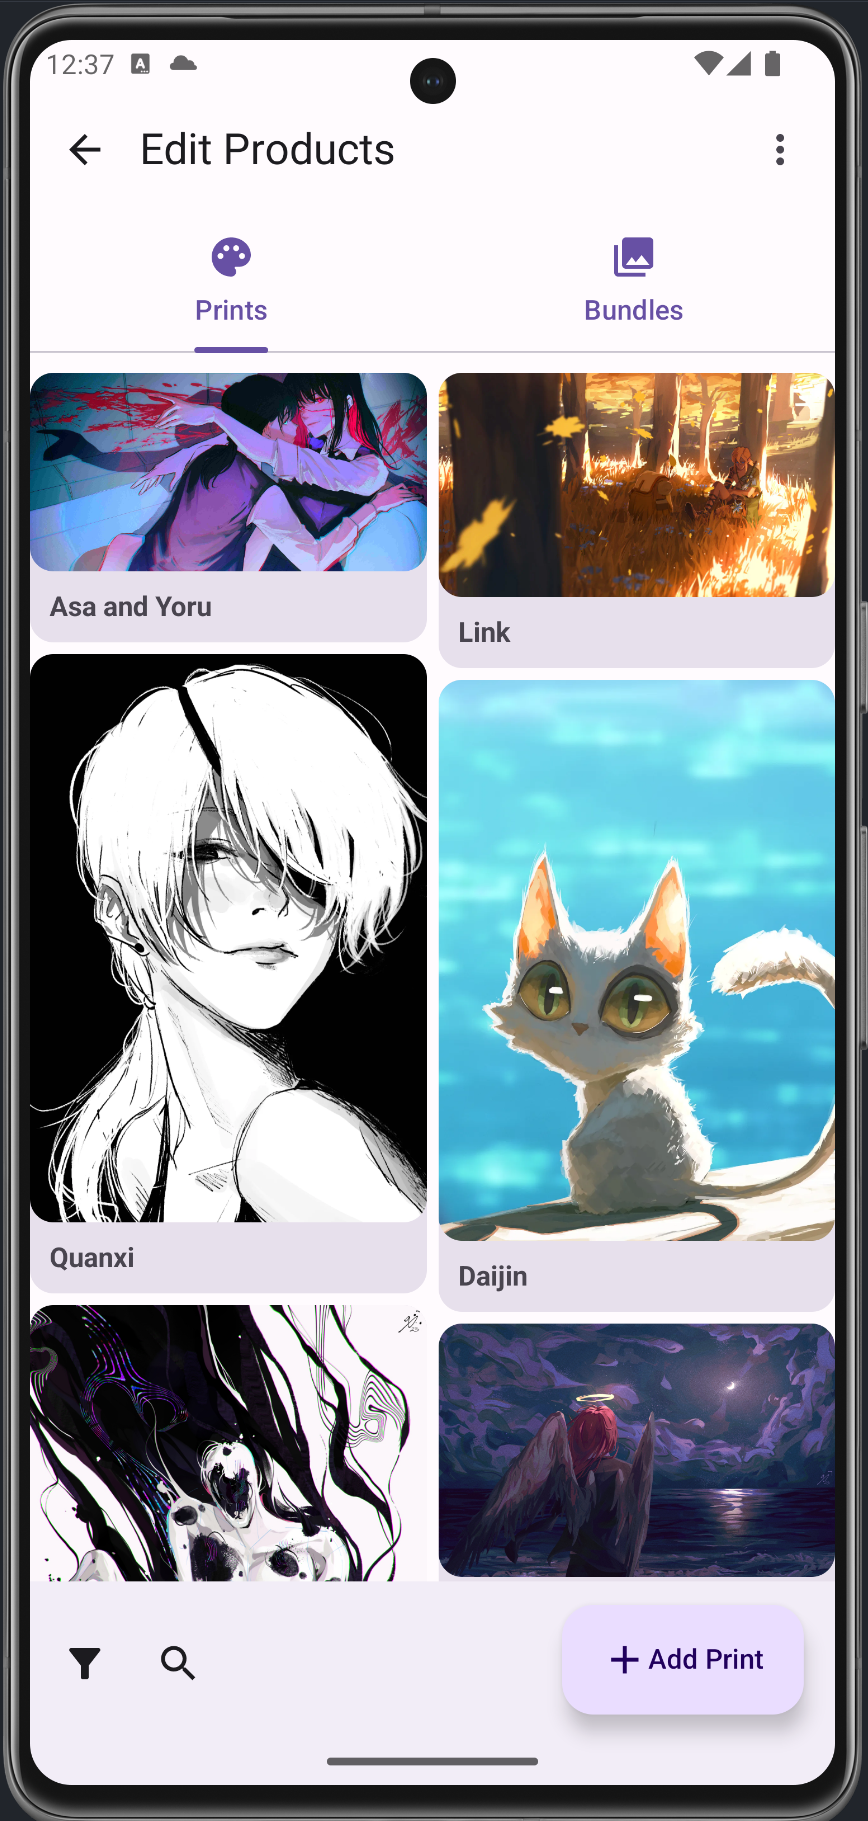 12:37
A
Edit Products
Prints
Bundles
Asa and Yoru
Link
Quanxi
Daijin
Add Print